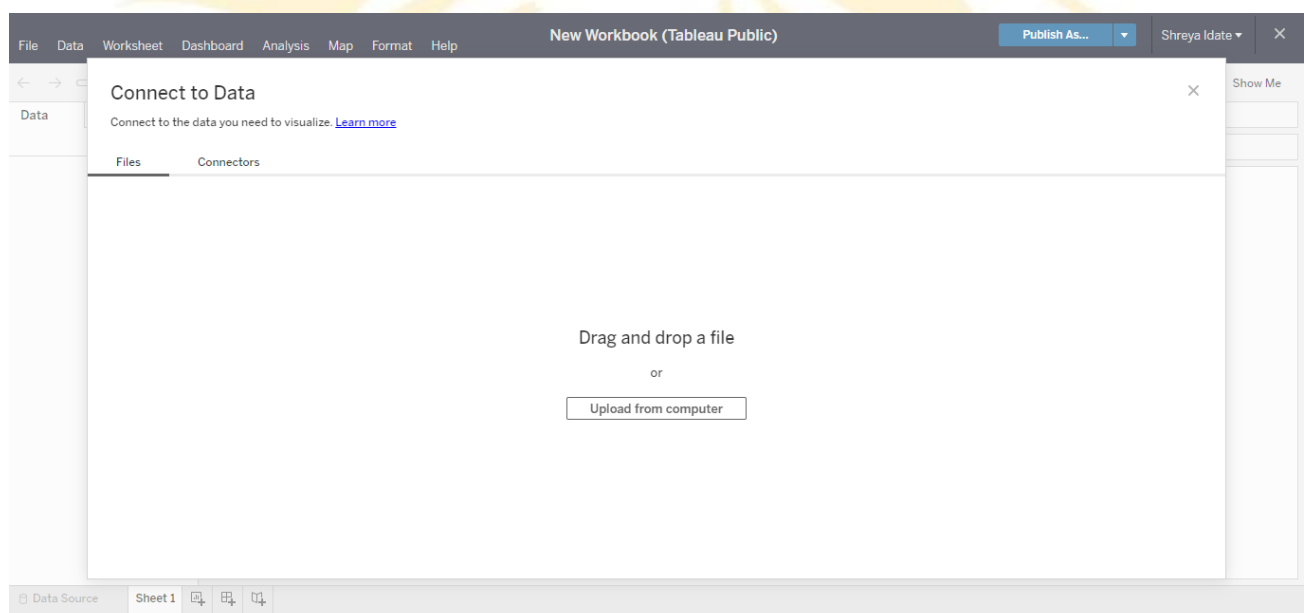 New Workbook (Tableau Public)
File Data Worksheet Dashboard Analysis Map Format Help
Publish As...
Shreya Idate
Connect to Data
Show Me
Data
Connect to the data you need to visualize. Learn more
Files Connectors
Drag and drop a file
or
Upload from computer
Data Source Sheet 1